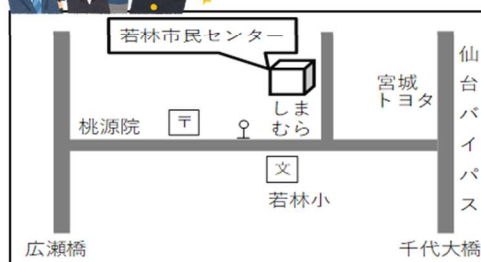 若林市民センター
仙台バイパス
宮城
トヨタ
しま
むら
桃源院
〒
文
若林小
広瀬橋
千代大橋